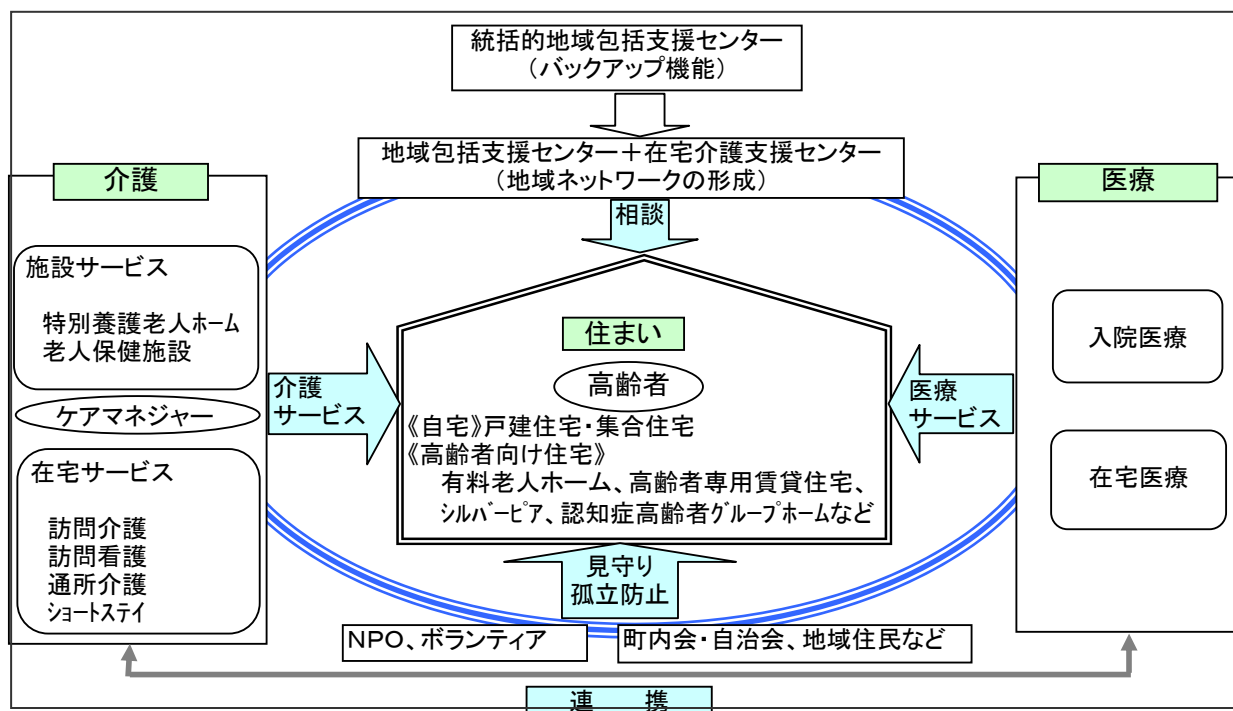 統括的地域包括支援センター
（バックアップ機能）
地域包括支援センター＋在宅介護支援センター
（地域ネットワークの形成）
相談
介護
施設サービス
特別養護老人ホーム
老人保健施設
ケアマネジャー
在宅サービス
訪問介護
訪問看護
通所介護
ｼｮｰﾄｽﾃｲ
介護
サービス
住まい
高齢者
《自宅》戸建住宅・集合住宅
《高齢者向け住宅》
有料老人ホーム、高齢者専用賃貸住宅、
ｼﾙﾊﾞｰﾋﾟｱ、認知症高齢者ｸﾞﾙｰﾌﾟﾎｰﾑなど
医療
サービス
医療
入院医療
在宅医療
見守り
孤立防止
ＮＰＯ、ボランティア
町内会・自治会、地域住民など
連　携